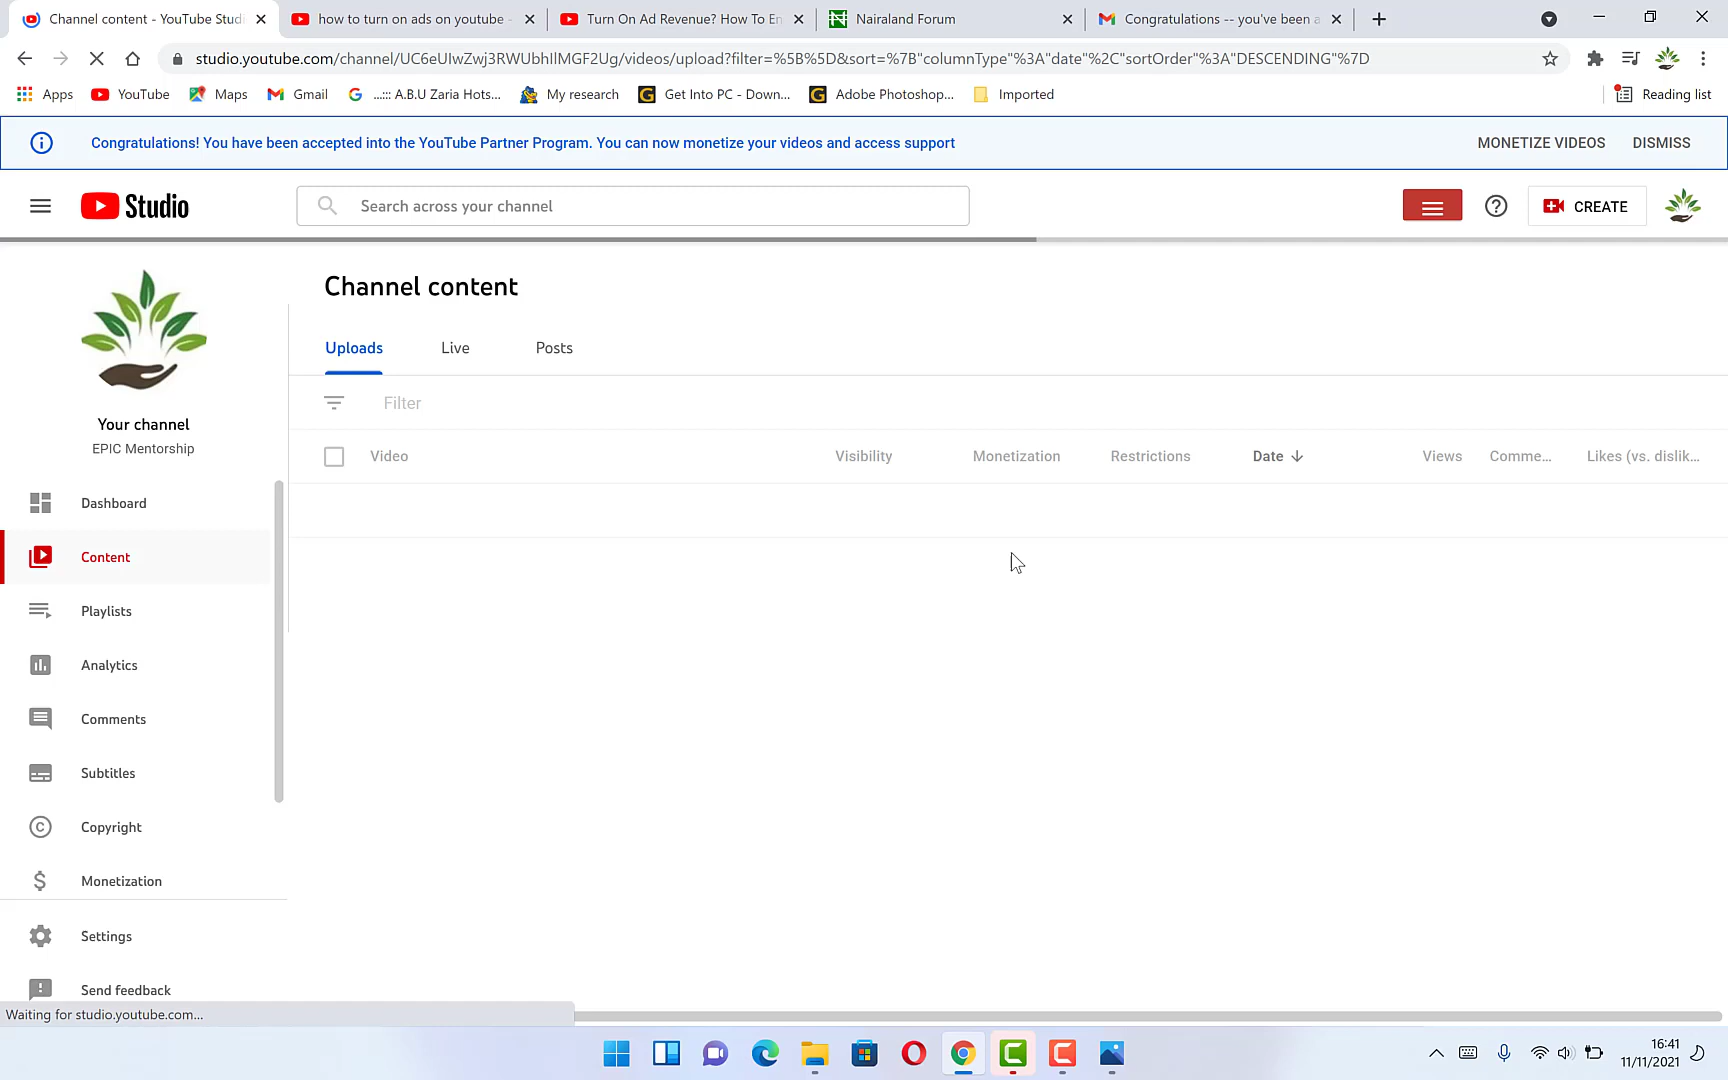 Channel content - YouTube Studi
how to turn on ads on youtube -
Turn On Ad Revenue? How To En
Nairaland Forum
Congratulations -- you've been a
studio.youtube.com/channel/UC6eUIwZwj3RWUbhIlMGF2Ug/videos/upload?filter=%5B%5D&sort=%7B"columnType"%3A"date"%2C"sortOrder"%3A"DESCENDING"%7D
Apps
YouTube
Maps
Gmail
...::: A.B.U Zaria Hots...
My research
Get Into PC - Down...
Adobe Photoshop...
Imported
Reading list
Congratulations! You have been accepted into the YouTube Partner Program. You can now monetize your videos and access support
MONETIZE VIDEOS
DISMISS
Studio
Search across your channel
CREATE
Channel content
Uploads
Live
Posts
Filter
Video
Visibility
Monetization
Restrictions
Date
Views
Comme...
Likes (vs. dislik...
Your channel
EPIC Mentorship
Dashboard
Content
Playlists
Analytics
Comments
Subtitles
Copyright
Monetization
Settings
Send feedback
Waiting for studio.youtube.com...
16:41
11/11/2021